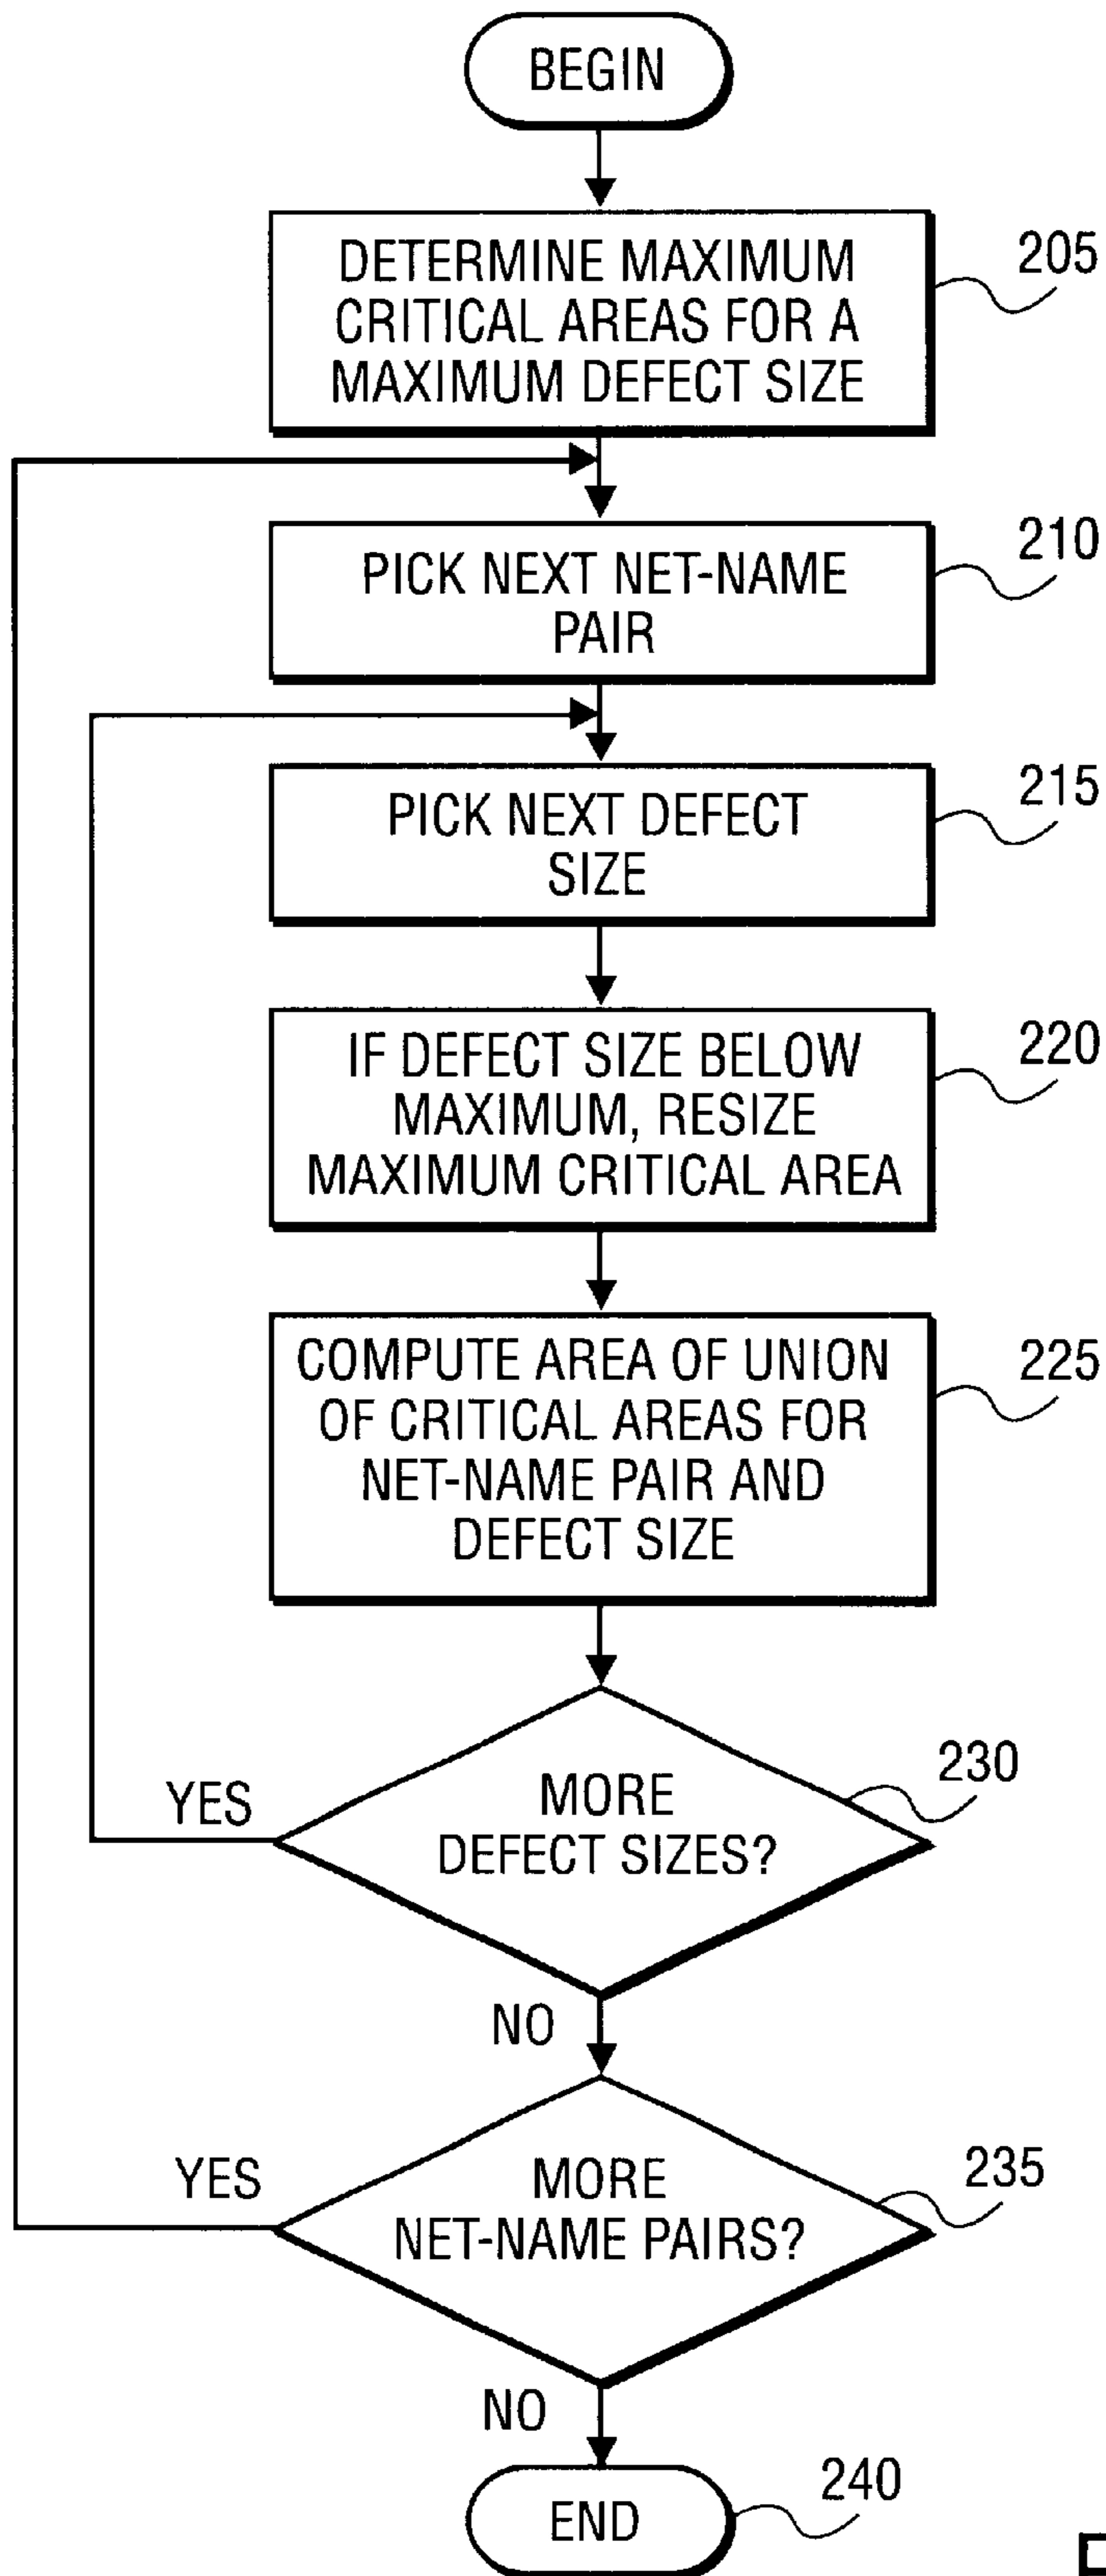 BEGIN
DETERMINE MAXIMUM
CRITICAL AREAS FOR A
MAXIMUM DEFECT SIZE
205
PICK NEXT NET-NAME
PAIR
210
PICK NEXT DEFECT
SIZE
215
IF DEFECT SIZE BELOW
MAXIMUM, RESIZE
MAXIMUM CRITICAL AREA
220
COMPUTE AREA OF UNION
OF CRITICAL AREAS FOR
NET-NAME PAIR AND
DEFECT SIZE
225
MORE
DEFECT SIZES?
230
YES
NO
MORE
NET-NAME PAIRS?
235
YES
NO
END
240